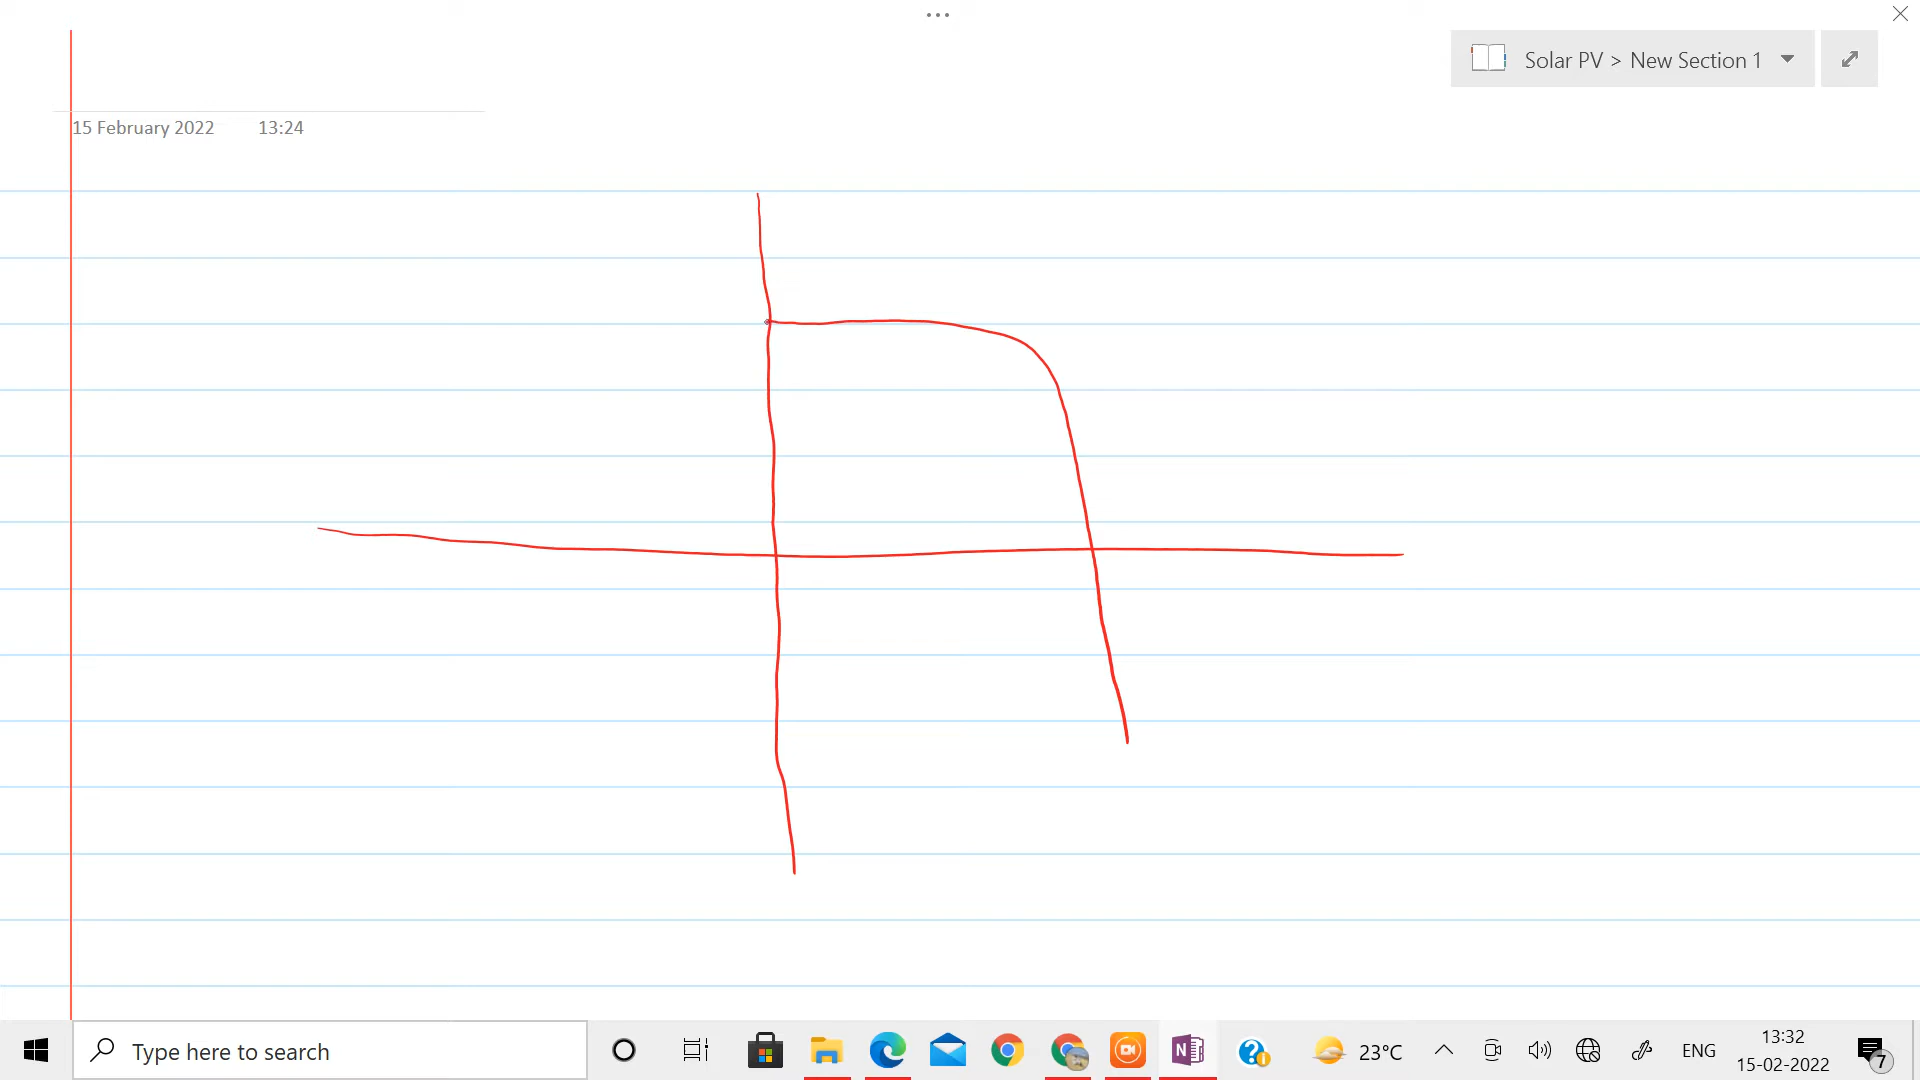 Solar PV > New Section 1
15 February 2022 13:24
Type here to search
23°C
ENG
13:32
15-02-2022
7